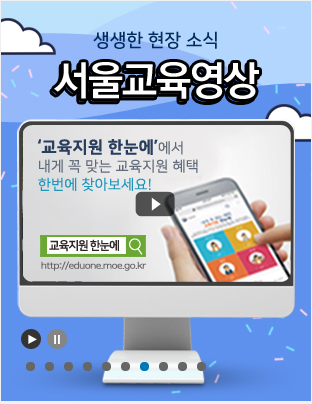 생생한 현장 소식
서울교육영상
‘교육지원 한눈에’에서
내게 꼭 맞는 교육지원 혜택
한번에 찾아보세요!
교육지원 한눈에
http://eduone.moe.go.kr